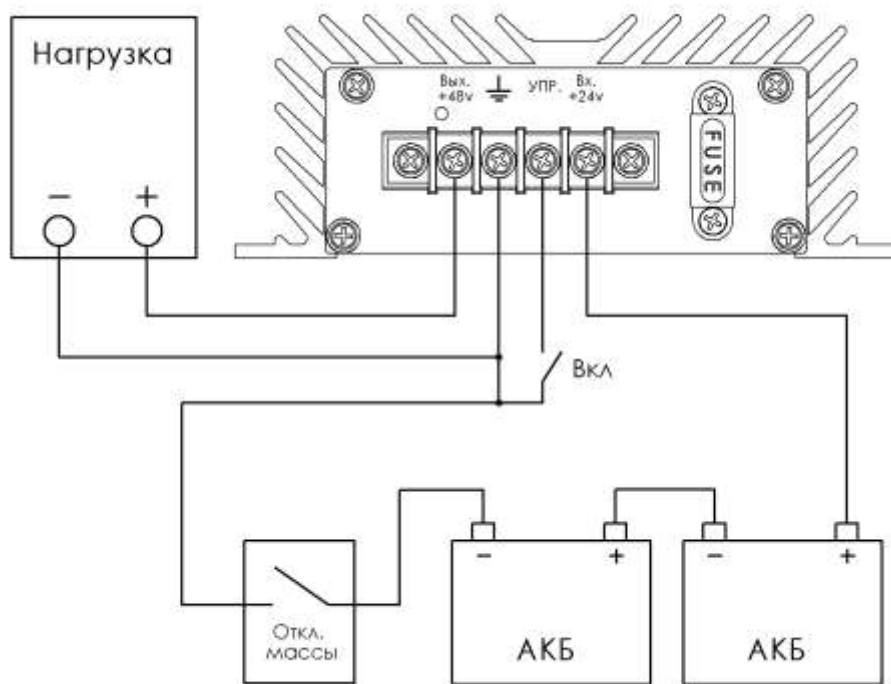 Нагрузка
− +
Вых.
+48v
УПР.
Вх.
+24v
FUSE
Вкл
Откл.
массы
− +
АКБ
− +
АКБ